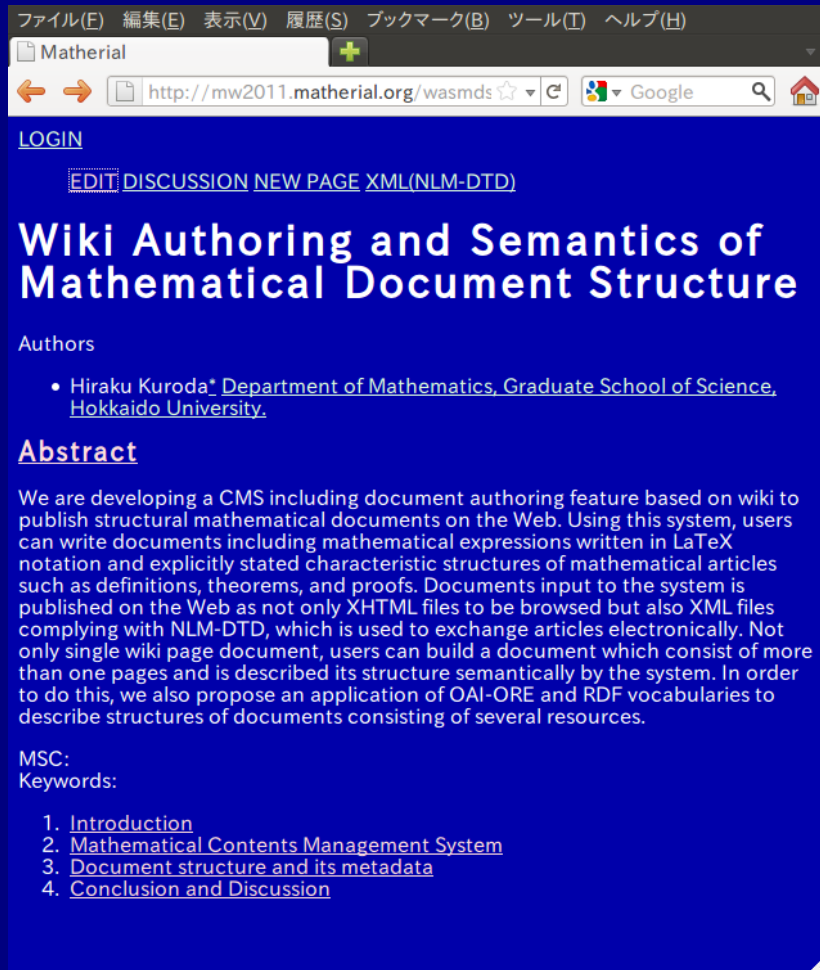 ファイル(F) 編集(E) 表示(V) 履歴(S) ブックマーク(B) ツール(T) ヘルプ(H)
Matherial
http://mw2011.matherial.org/wasmds Google
LOGIN
EDIT DISCUSSION NEW PAGE XML(NLM-DTD)
Wiki Authoring and Semantics of
Mathematical Document Structure
Authors
• Hiraku Kuroda* Department of Mathematics, Graduate School of Science,
Hokkaido University.
Abstract
We are developing a CMS including document authoring feature based on wiki to
publish structural mathematical documents on the Web. Using this system, users
can write documents including mathematical expressions written in LaTeX
notation and explicitly stated characteristic structures of mathematical articles
such as definitions, theorems, and proofs. Documents input to the system is
published on the Web as not only XHTML files to be browsed but also XML files
complying with NLM-DTD, which is used to exchange articles electronically. Not
only single wiki page document, users can build a document which consist of more
than one pages and is described its structure semantically by the system. In order
to do this, we also propose an application of OAI-ORE and RDF vocabularies to
describe structures of documents consisting of several resources.
MSC:
Keywords:
1. Introduction
2. Mathematical Contents Management System
3. Document structure and its metadata
4. Conclusion and Discussion